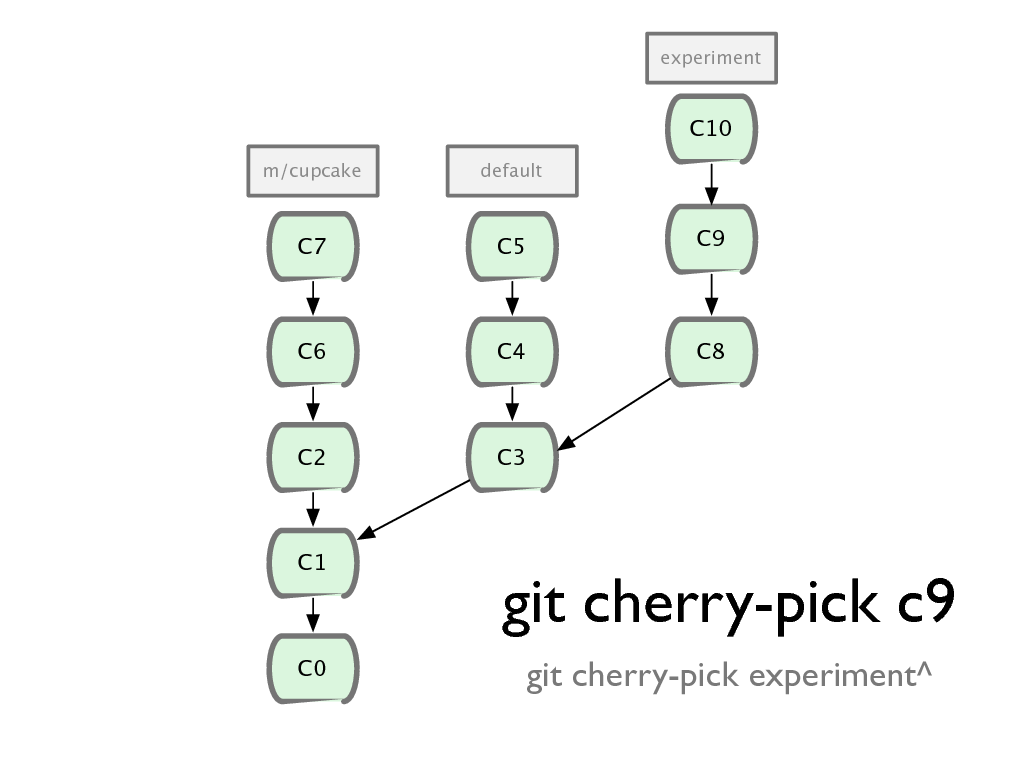 experiment
C10
m/cupcake
default
C7
C5
C9
C6
C4
C8
C2
C3
C1
git cherry-pick c9
C0
git cherry-pick experiment^